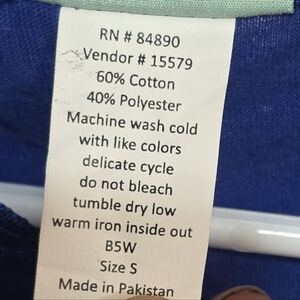 RN # 84890
Vendor # 15579
60% Cotton
40% Polyester
Machine wash cold
with like colors
delicate cycle
do not bleach
tumble dry low
warm iron inside out
B5W
Size S
Made in Pakistan